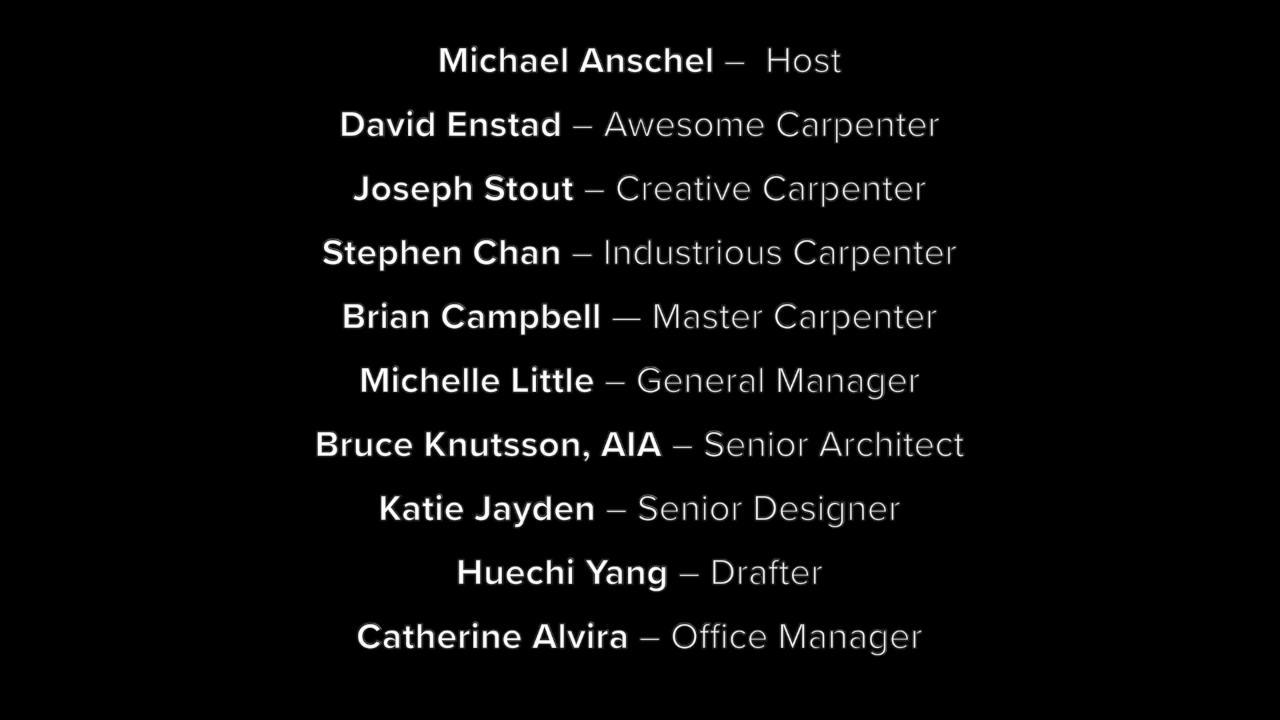 Michael Anschel – Host
David Enstad – Awesome Carpenter
Joseph Stout – Creative Carpenter
Stephen Chan – Industrious Carpenter
Brian Campbell — Master Carpenter
Michelle Little – General Manager
Bruce Knutsson, AIA – Senior Architect
Katie Jayden – Senior Designer
Huechi Yang – Drafter
Catherine Alvira – Office Manager